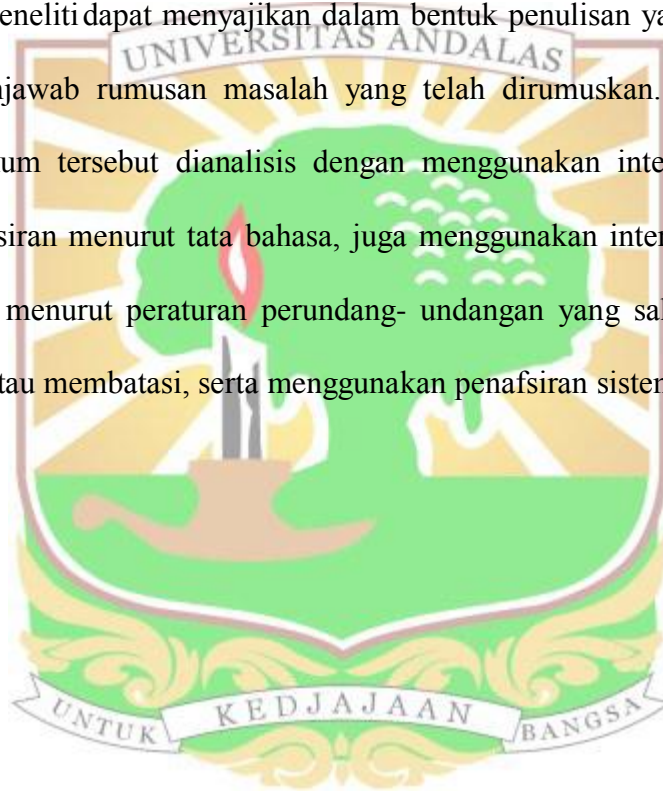 eneliti dapat menyajikan dalam bentuk penulisan ya
UNIVERSITAS ANDALAS
njawab rumusan masalah yang telah dirumuskan.
um tersebut dianalisis dengan menggunakan inte
siran menurut tata bahasa, juga menggunakan inter
menurut peraturan perundang- undangan yang sal
tau membatasi, serta menggunakan penafsiran sister
UNTUK KEDJAJAAN BANGSA